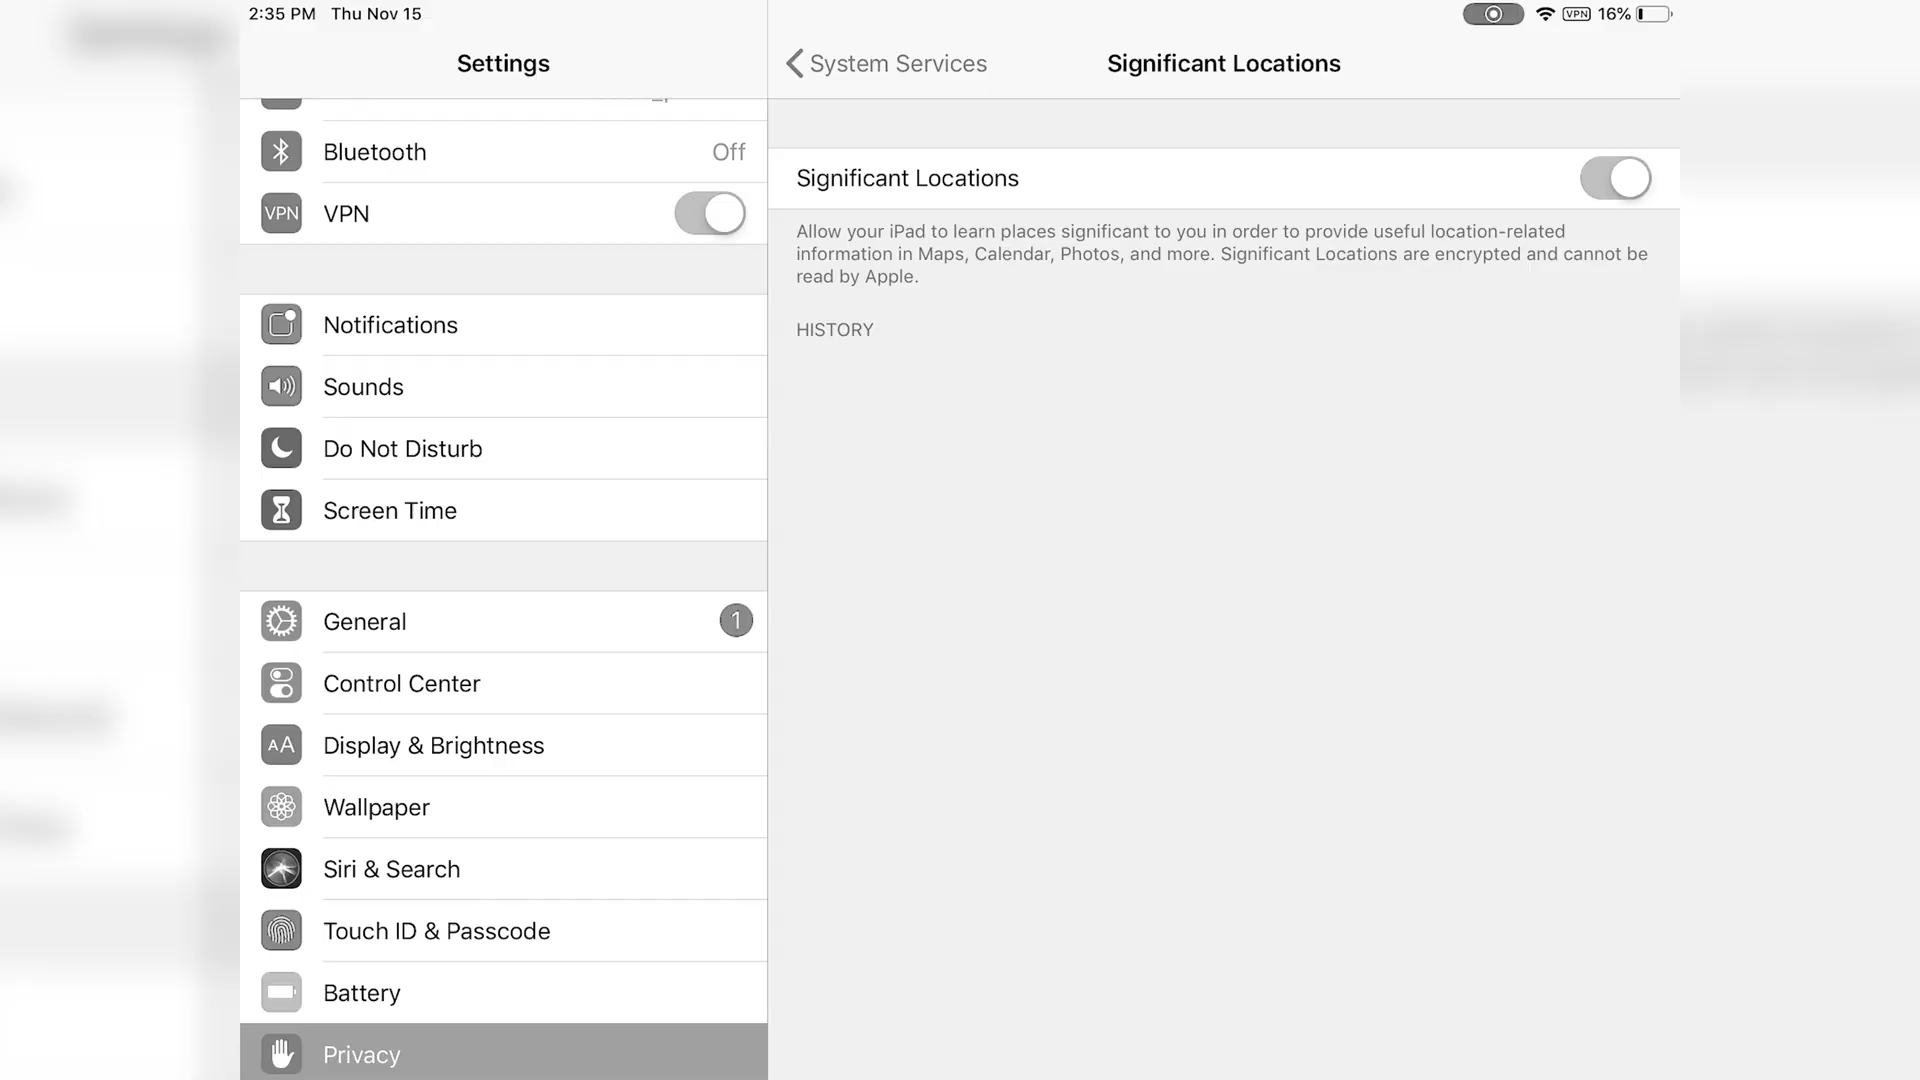 2:35 PM Thu Nov 15
VPN 16%
Settings
Bluetooth Off
VPN VPN
Notifications
Sounds
Do Not Disturb
Screen Time
General 1
Control Center
AA Display & Brightness
Wallpaper
Siri & Search
Touch ID & Passcode
Battery
Privacy
System Services
Significant Locations
Significant Locations
Allow your iPad to learn places significant to you in order to provide useful location-related
information in Maps, Calendar, Photos, and more. Significant Locations are encrypted and cannot be
read by Apple.
HISTORY